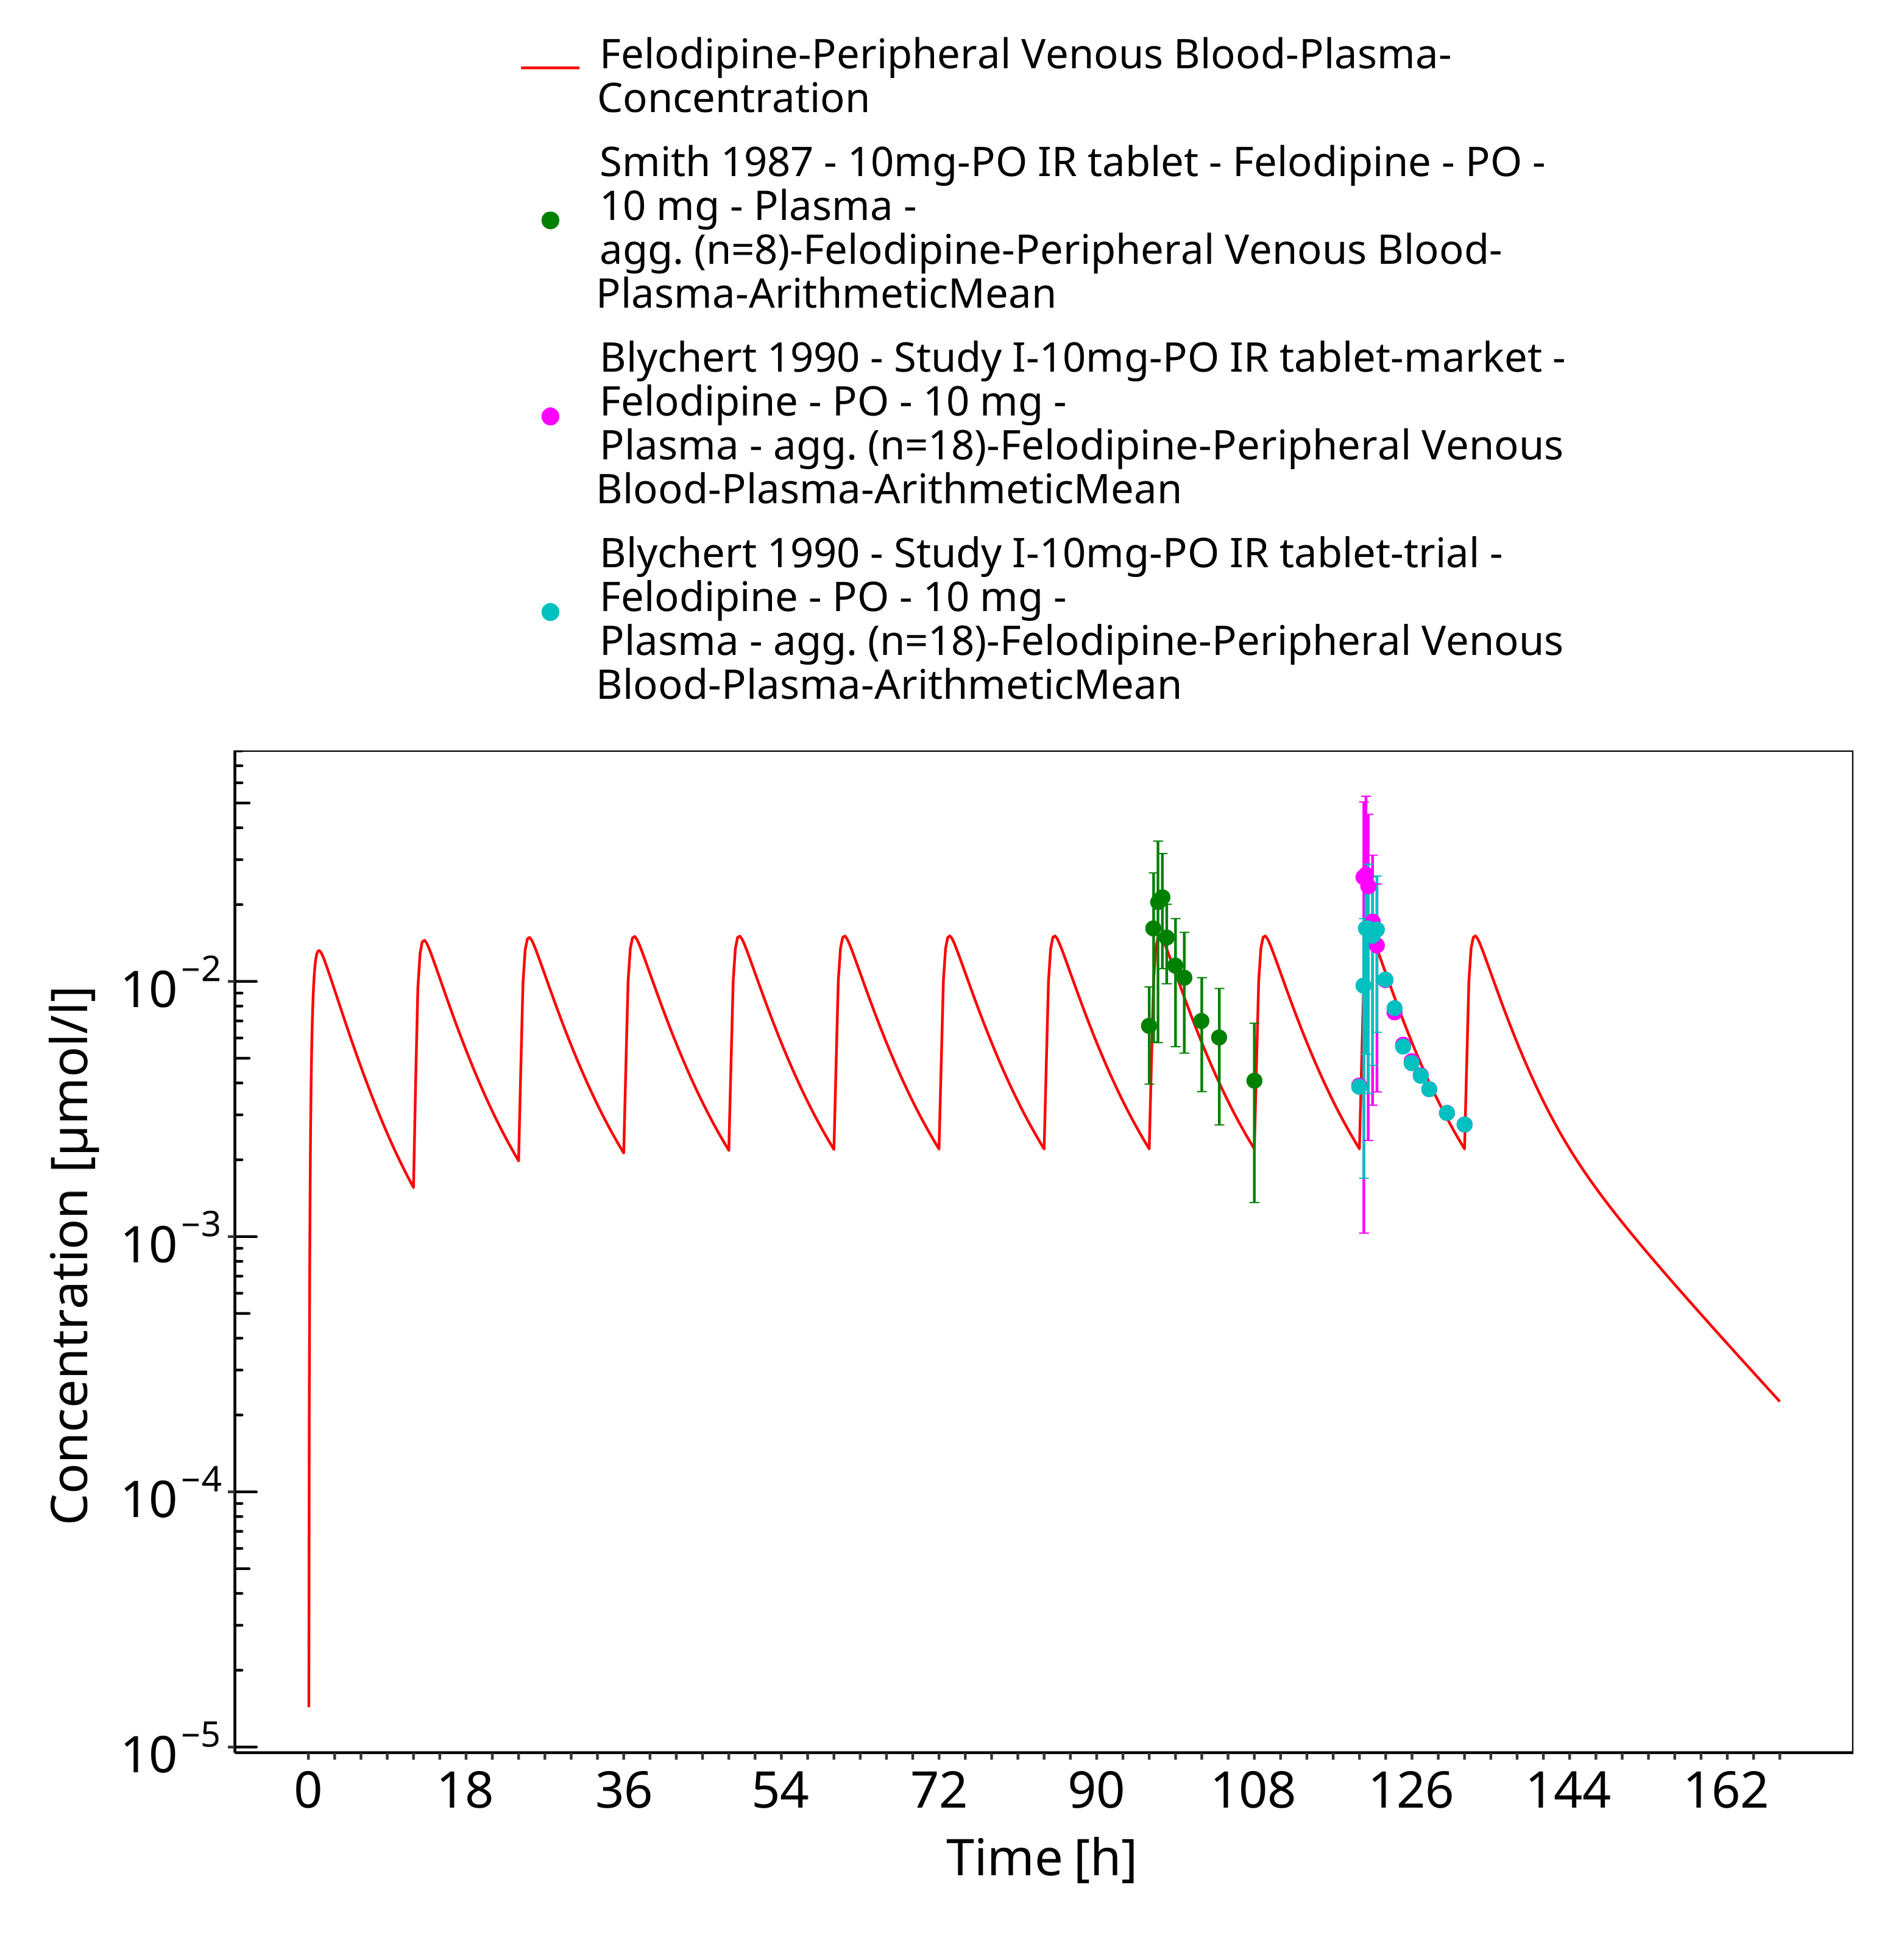 Felodipine-Peripheral Venous Blood-Plasma-
Concentration
Smith 1987 - 10mg-PO IR tablet - Felodipine - PO -
10 mg - Plasma -
agg. (n=8)-Felodipine-Peripheral Venous Blood-
Plasma-ArithmeticMean
Blychert 1990 - Study I-10mg-PO IR tablet-market -
Felodipine - PO - 10 mg -
Plasma - agg. (n=18)-Felodipine-Peripheral Venous
Blood-Plasma-ArithmeticMean
Blychert 1990 - Study I-10mg-PO IR tablet-trial -
Felodipine - PO - 10 mg -
Plasma - agg. (n=18)-Felodipine-Peripheral Venous
Blood-Plasma-ArithmeticMean
Concentration [µmol/l]
10⁻²
10⁻³
10⁻⁴
10⁻⁵
0 18 36 54 72 90 108 126 144 162
Time [h]